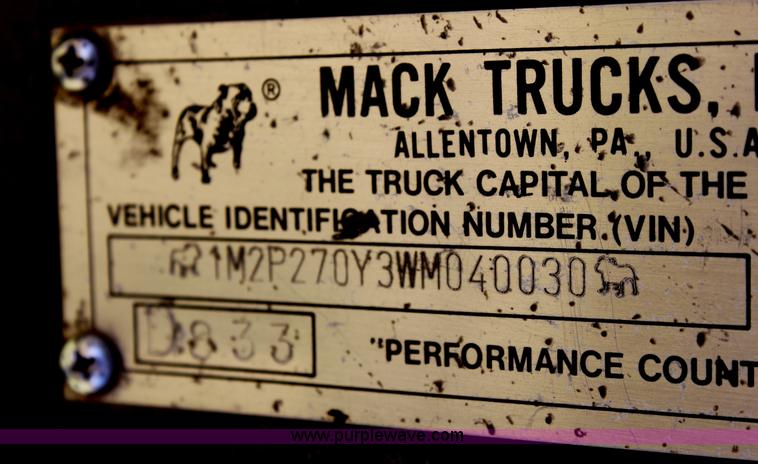 ®
MACK TRUCKS,
ALLENTOWN, PA., U.S.A
THE TRUCK CAPITAL OF THE
VEHICLE IDENTIFICATION NUMBER (VIN)
1M2P270Y3WM040030
D833
"PERFORMANCE COUNT
www.purplewave.com